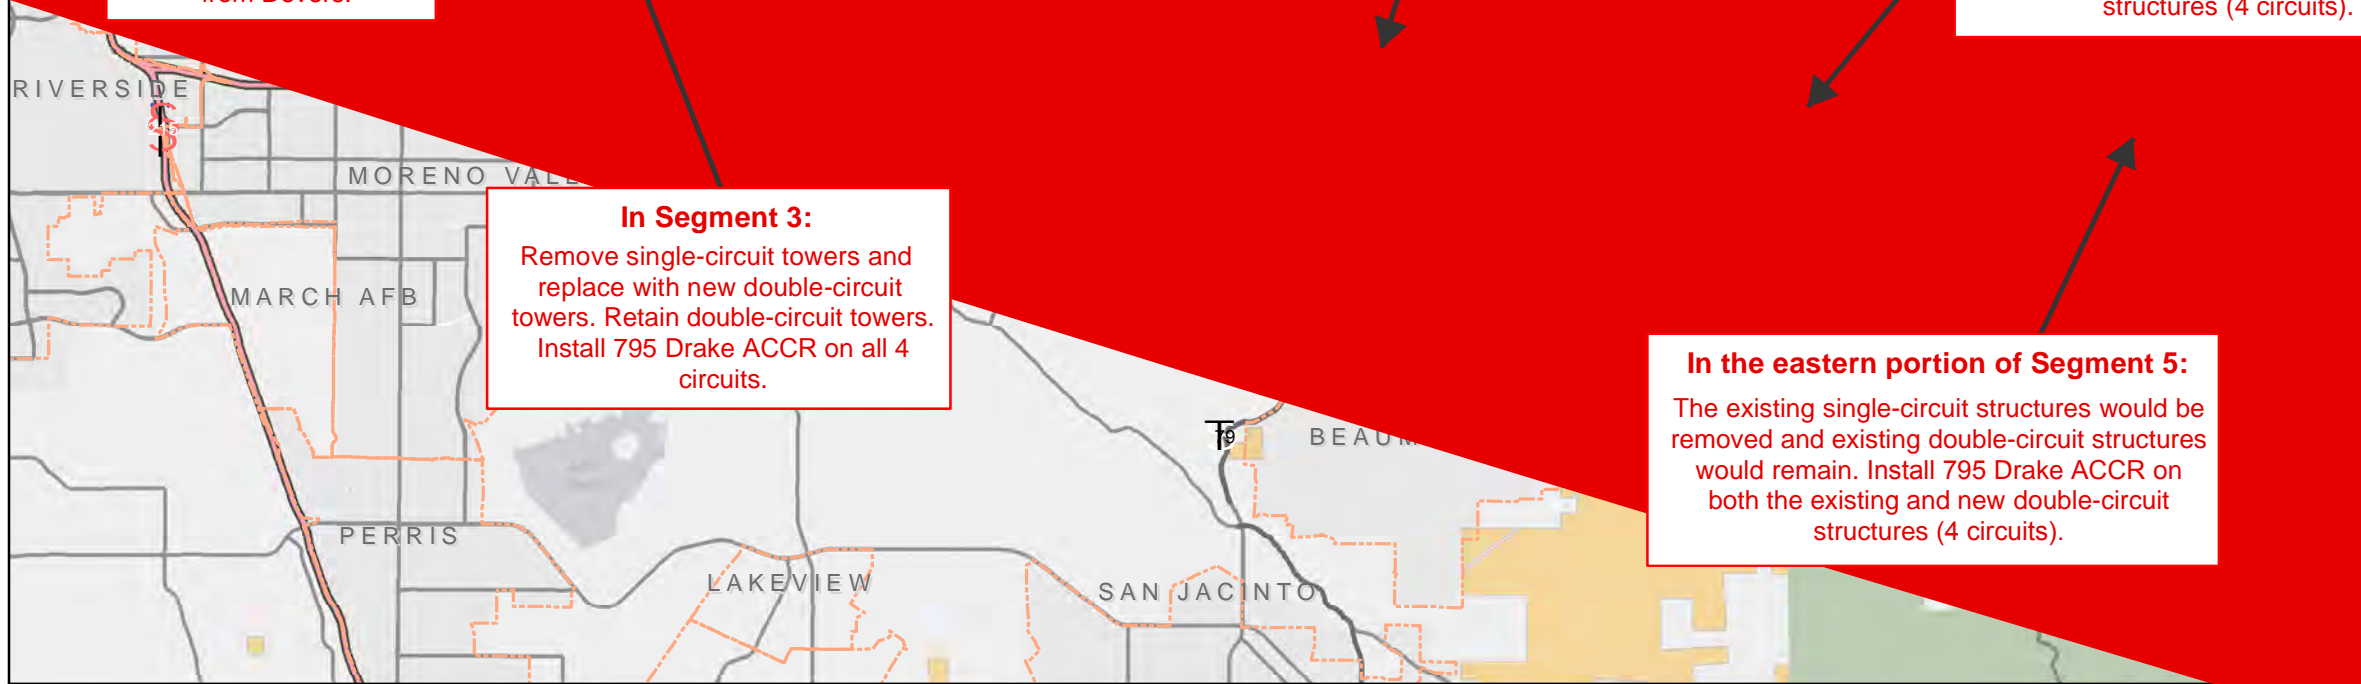 structures (4 circuits).
RIVERSIDE
MORENO VALL
In Segment 3:
Remove single-circuit towers and
replace with new double-circuit
towers. Retain double-circuit towers.
Install 795 Drake ACCR on all 4
circuits.
MARCH AFB
In the eastern portion of Segment 5:
The existing single-circuit structures would be
removed and existing double-circuit structures
would remain. Install 795 Drake ACCR on
both the existing and new double-circuit
structures (4 circuits).
79
BEAUM
PERRIS
LAKEVIEW
SAN JACINTO